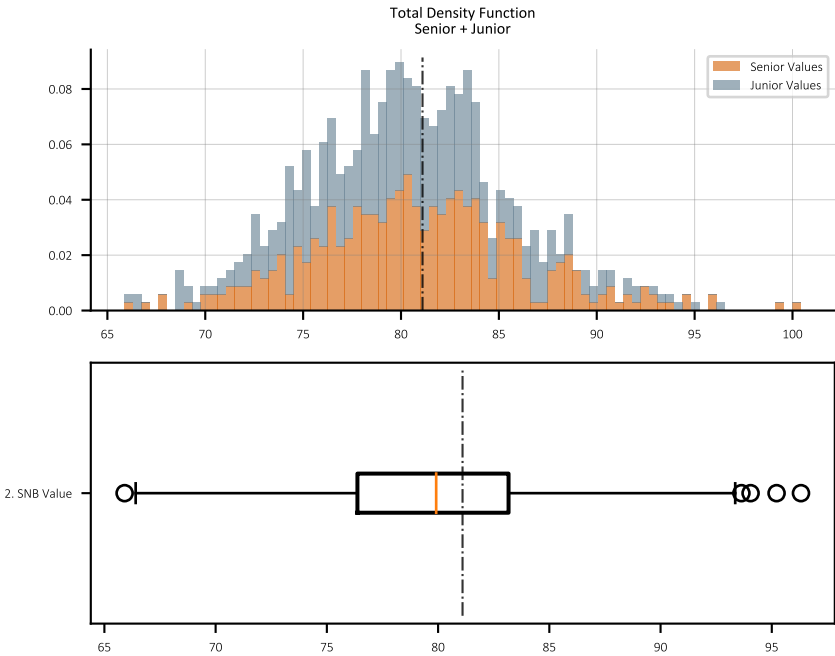 Total Density Function
Senior + Junior
Senior Values
Junior Values
0.08
0.06
0.04
0.02
0.00
65 70 75 80 85 90 95 100
2. SNB Value
65 70 75 80 85 90 95